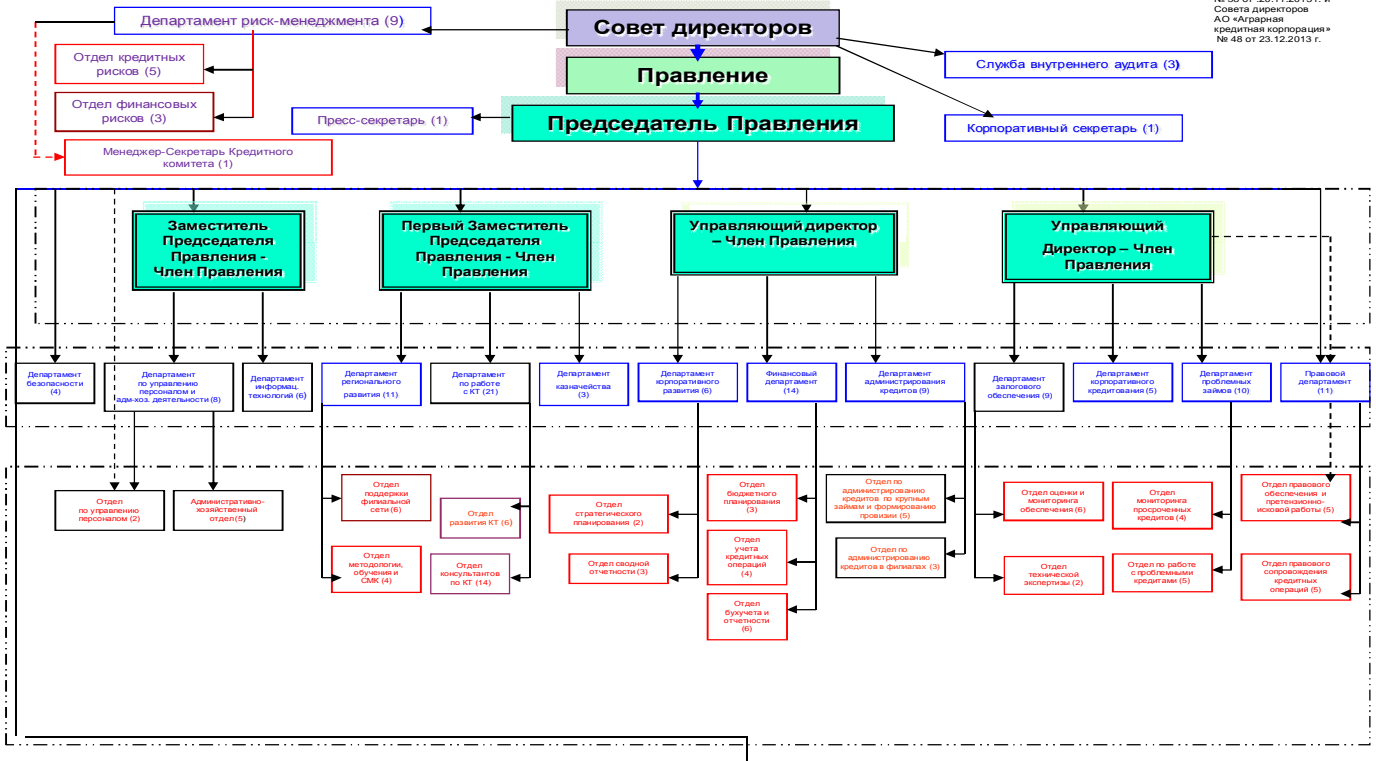 Совета директоров
АО «Аграрная
кредитная корпорация»
№ 48 от 23.12.2013 г.
Департамент риск-менеджмента (9)
Совет директоров
Отдел кредитных
рисков (5)
Служба внутреннего аудита (3)
Правление
Отдел финансовых
рисков (3)
Пресс-секретарь (1)
Председатель Правления
Корпоративный секретарь (1)
Менеджер-Секретарь Кредитного
комитета (1)
Заместитель
Председателя
Правления -
Член Правления
Первый Заместитель
Председателя
Правления - Член
Правления
Управляющий директор
– Член Правления
Управляющий
Директор – Член
Правления
Департамент
безопасности
(4)
Департамент
по управлению
персоналом и
адм-хоз. деятельности (8)
Департамент
информац.
технологий (6)
Департамент
регионального
развития (11)
Департамент
по работе
с КТ (21)
Департамент
казначейства
(3)
Департамент
корпоративного
развития (6)
Финансовый
департамент
(14)
Департамент
администрирования
кредитов (9)
Департамент
залогового
обеспечения (9)
Департамент
корпоративного
кредитования (5)
Департамент
проблемных
займов (10)
Правовой
департамент
(11)
Отдел
по управлению
персоналом (2)
Административно-
хозяйственный
отдел (5)
Отдел
поддержки
филиальной
сети (6)
Отдел
методологии,
обучения и
СМК (4)
Отдел
развития КТ (6)
Отдел
консультантов
по КТ (14)
Отдел
стратегического
планирования (2)
Отдел сводной
отчетности (3)
Отдел
бюджетного
планирования
(3)
Отдел
учета
кредитных
операций
(4)
Отдел
бухучета и
отчетности
(6)
Отдел по
администрированию
кредитов по крупным
займам и формированию
провизии (5)
Отдел по
администрированию
кредитов в филиалах (3)
Отдел оценки и
мониторинга
обеспечения (6)
Отдел
технической
экспертизы (2)
Отдел
мониторинга
просроченных
кредитов (4)
Отдел по работе
с проблемными
кредитами (5)
Отдел правового
обеспечения и
претензионно-
исковой работы (5)
Отдел правового
сопровождения
кредитных
операций (5)